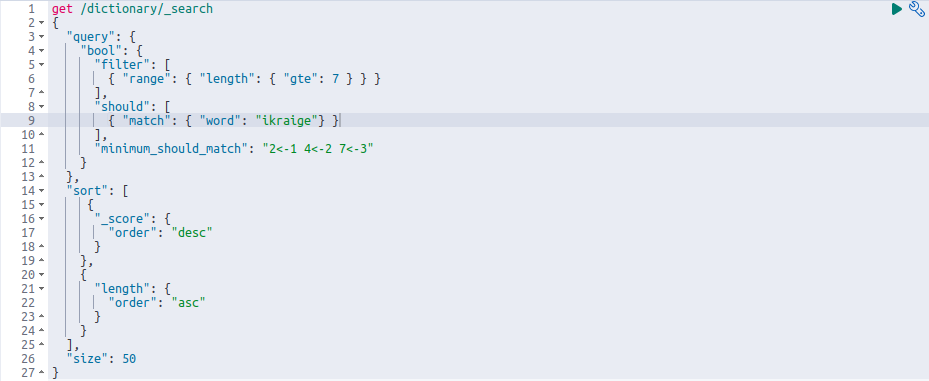 1 get /dictionary/_search
2 {
3 "query": {
4 "bool": {
5 "filter": [
6 { "range": { "length": { "gte": 7 } } }
7 ],
8 "should": [
9 { "match": { "word": "ikraige"} }
10 ],
11 "minimum_should_match": "2<-1 4<-2 7<-3"
12 }
13 },
14 "sort": [
15 {
16 "_score": {
17 "order": "desc"
18 }
19 },
20 {
21 "length": {
22 "order": "asc"
23 }
24 }
25 ],
26 "size": 50
27 }